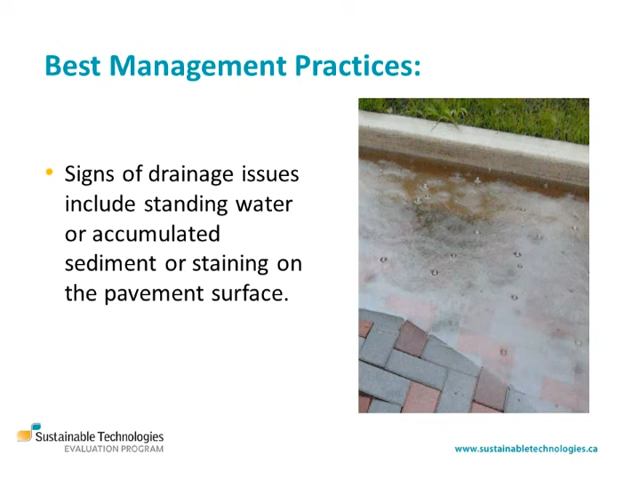 Best Management Practices:
• Signs of drainage issues
include standing water
or accumulated
sediment or staining on
the pavement surface.
Sustainable Technologies
EVALUATION PROGRAM
www.sustainabletechnologies.ca